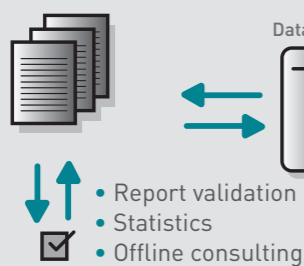 Data
• Report validation
• Statistics
• Offline consulting